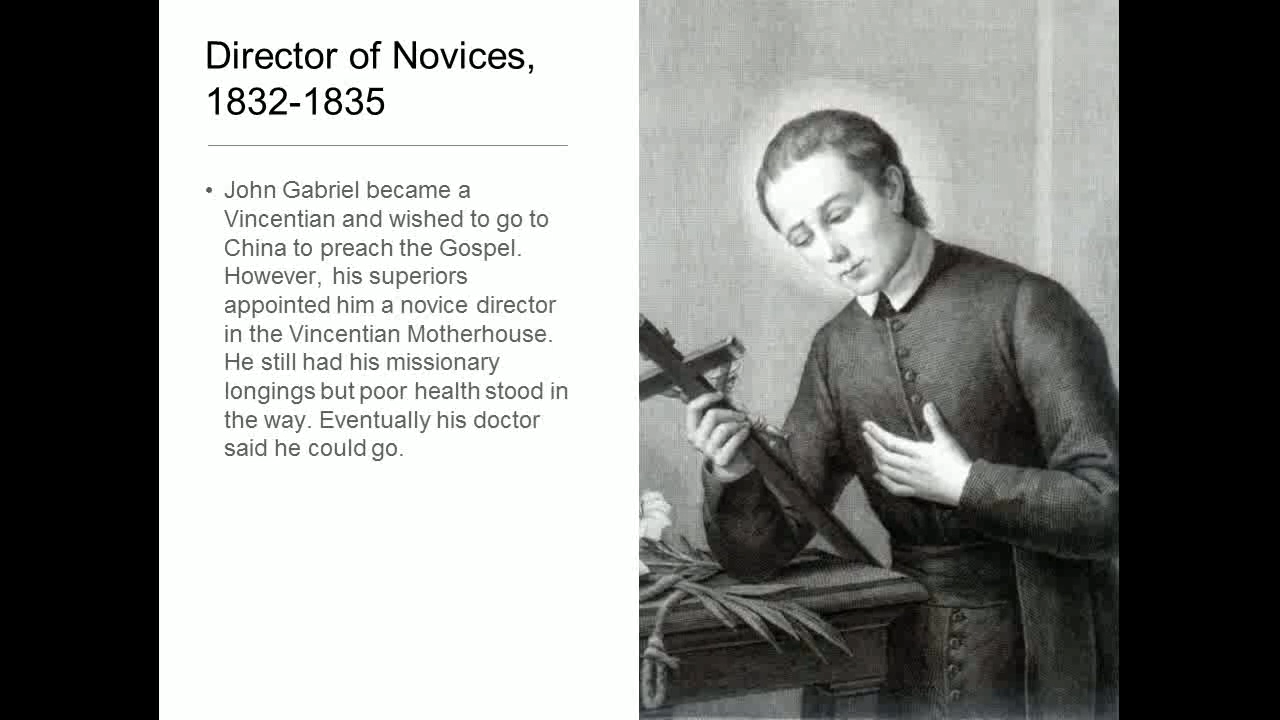 Director of Novices,
1832-1835
• John Gabriel became a
Vincentian and wished to go to
China to preach the Gospel.
However, his superiors
appointed him a novice director
in the Vincentian Motherhouse.
He still had his missionary
longings but poor health stood in
the way. Eventually his doctor
said he could go.